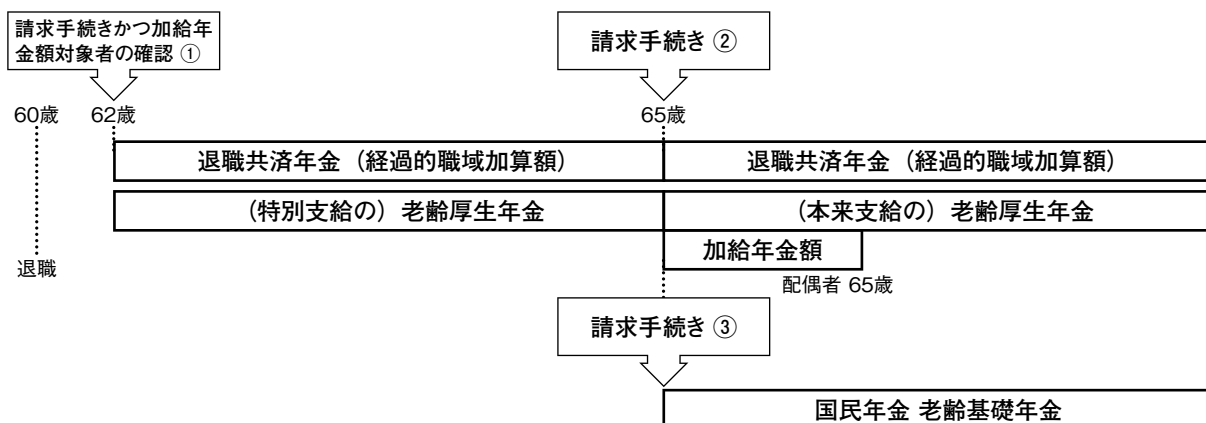 請求手続きかつ加給年
金額対象者の確認 ①
請求手続き ②
60歳
62歳
65歳
退職共済年金（経過的職域加算額）
退職共済年金（経過的職域加算額）
（特別支給の）老齢厚生年金
（本来支給の）老齢厚生年金
加給年金額
退職
配偶者 65歳
請求手続き ③
国民年金 老齢基礎年金